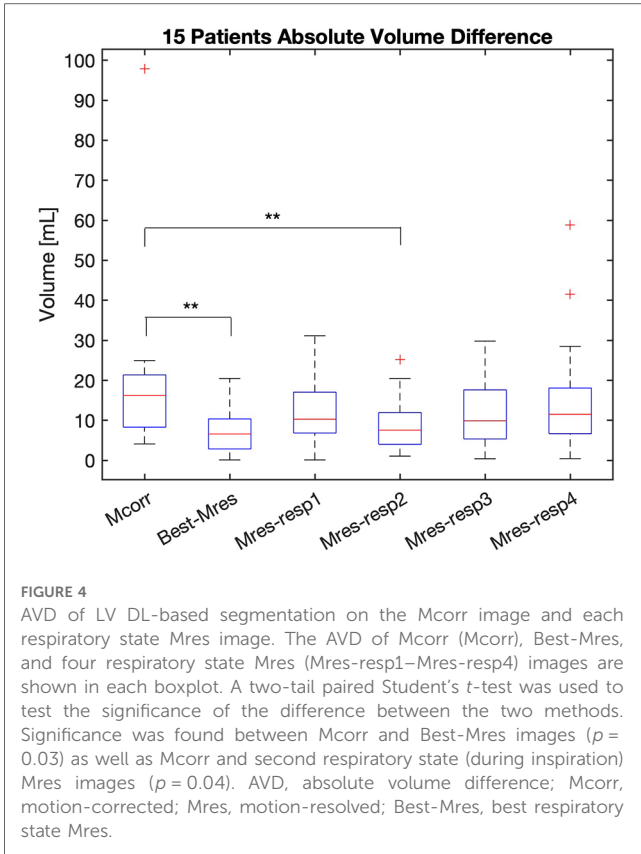 15 Patients Absolute Volume Difference
100
90
80
70
60
50
40
30
20
10
0
Volume [mL]
**
**
Mcorr
Best-Mres
Mres-resp1
Mres-resp2
Mres-resp3
Mres-resp4
FIGURE 4
AVD of LV DL-based segmentation on the Mcorr image and each
respiratory state Mres image. The AVD of Mcorr (Mcorr), Best-Mres,
and four respiratory state Mres (Mres-resp1–Mres-resp4) images are
shown in each boxplot. A two-tail paired Student's t-test was used to
test the significance of the difference between the two methods.
Significance was found between Mcorr and Best-Mres images (p =
0.03) as well as Mcorr and second respiratory state (during inspiration)
Mres images (p = 0.04). AVD, absolute volume difference; Mcorr,
motion-corrected; Mres, motion-resolved; Best-Mres, best respiratory
state Mres.